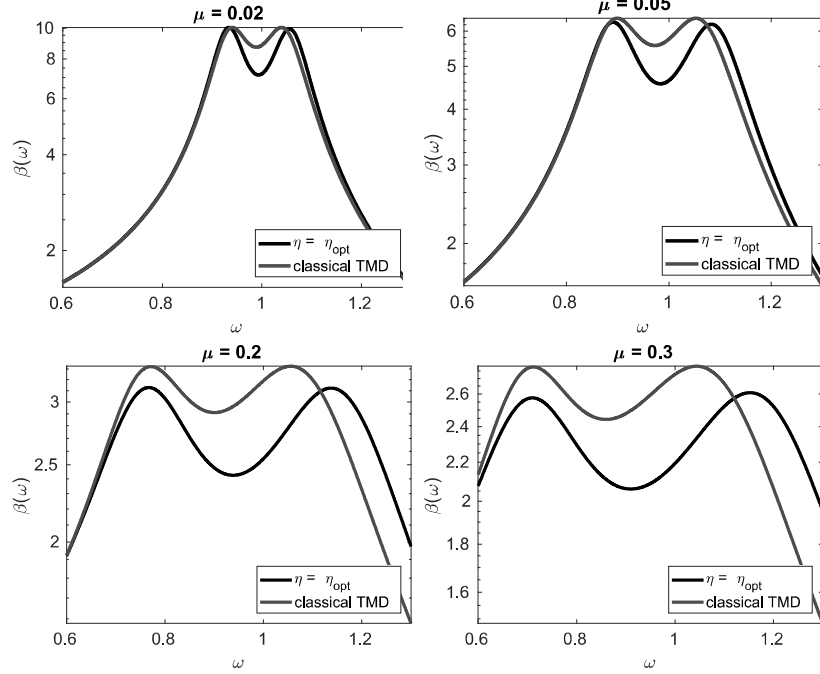 μ = 0.02
10
8
6
4
2
β(ω)
η = η_opt
classical TMD
0.6 0.8 1 1.2
ω
μ = 0.05
6
5
4
3
2
β(ω)
η = η_opt
classical TMD
0.6 0.8 1 1.2
ω
μ = 0.2
3
2.5
2
β(ω)
η = η_opt
classical TMD
0.6 0.8 1 1.2
ω
μ = 0.3
2.6
2.4
2.2
2
1.8
1.6
β(ω)
η = η_opt
classical TMD
0.6 0.8 1 1.2
ω